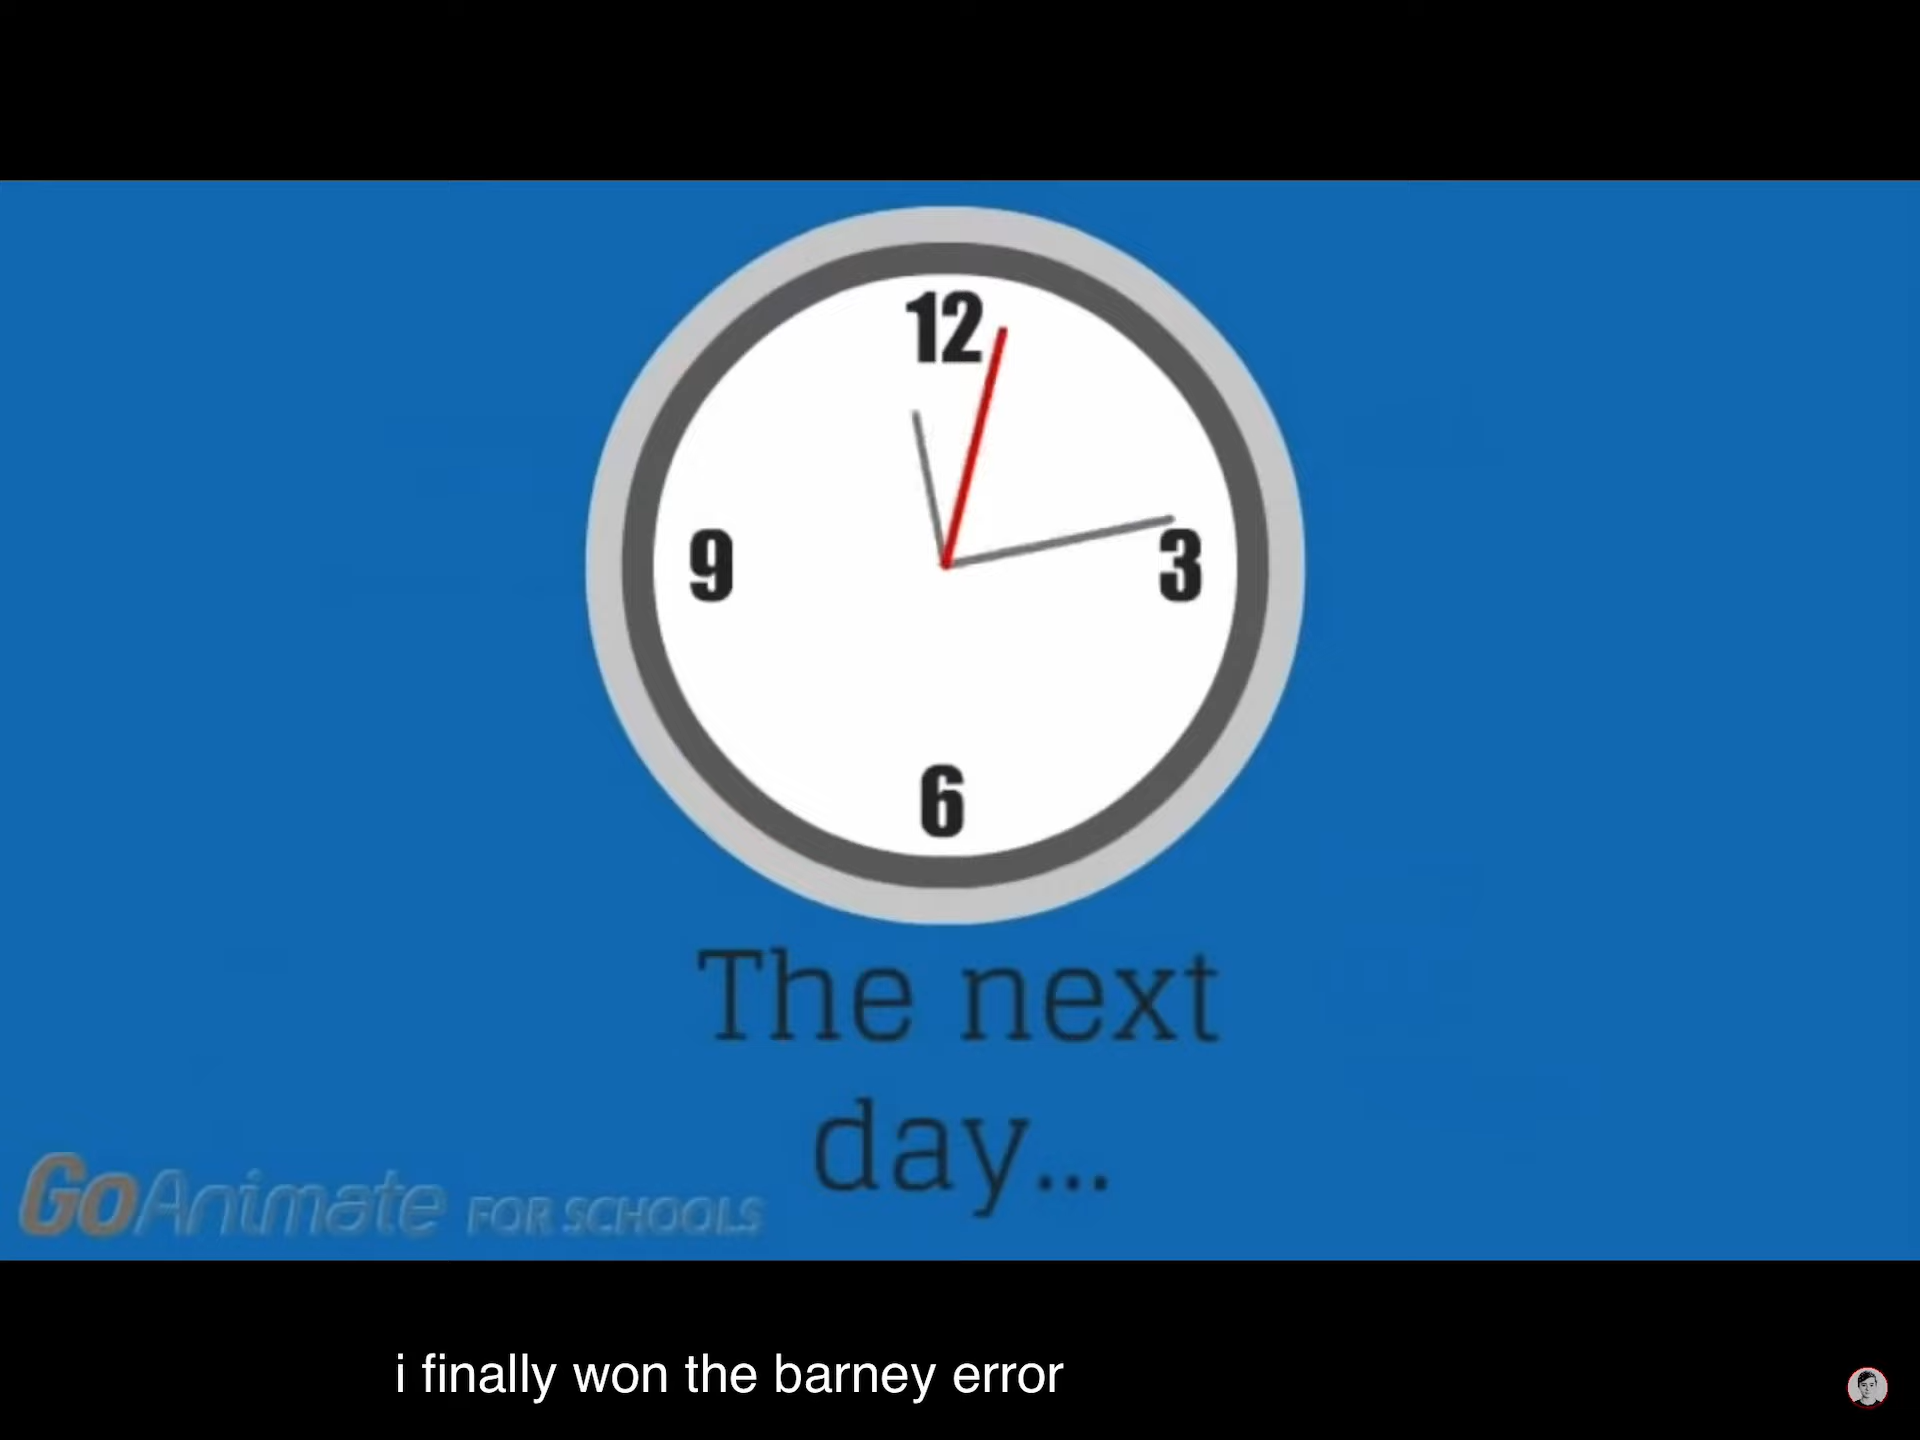 12
9
3
6
The next
day...
GoAnimate FOR SCHOOLS
i finally won the barney error